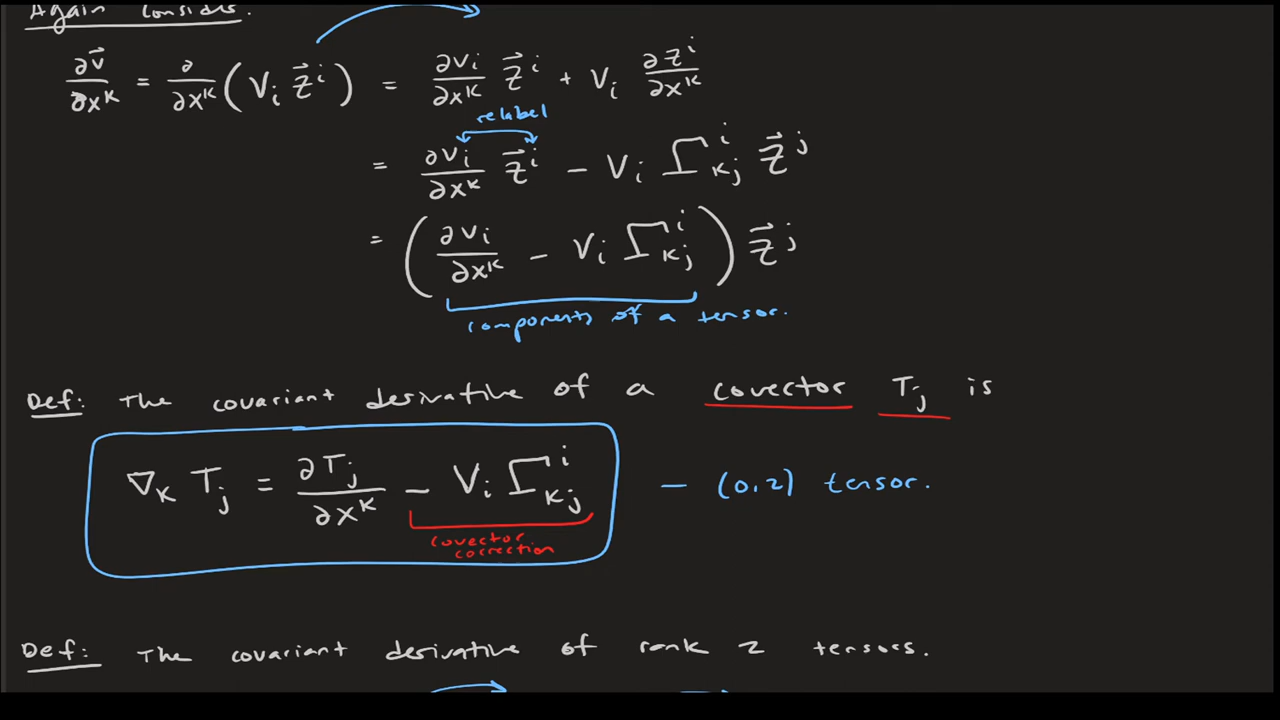 Again Consider.
∂v⃗/∂x^k = ∂/∂x^k (V_i Z⃗^i) = ∂V_i/∂x^k Z⃗^i + V_i ∂Z⃗^i/∂x^k
relabel
= ∂V_i/∂x^k Z⃗^i − V_i Γ^i_kj Z⃗^j
= (∂V_i/∂x^k − V_i Γ^i_kj) Z⃗^j
components of a tensor.
Def: The covariant derivative of a covector T_j is
∇_k T_j = ∂T_j/∂x^k − V_i Γ^i_kj — (0,2) tensor.
covector
correction
Def: The covariant derivative of rank 2 tensors.